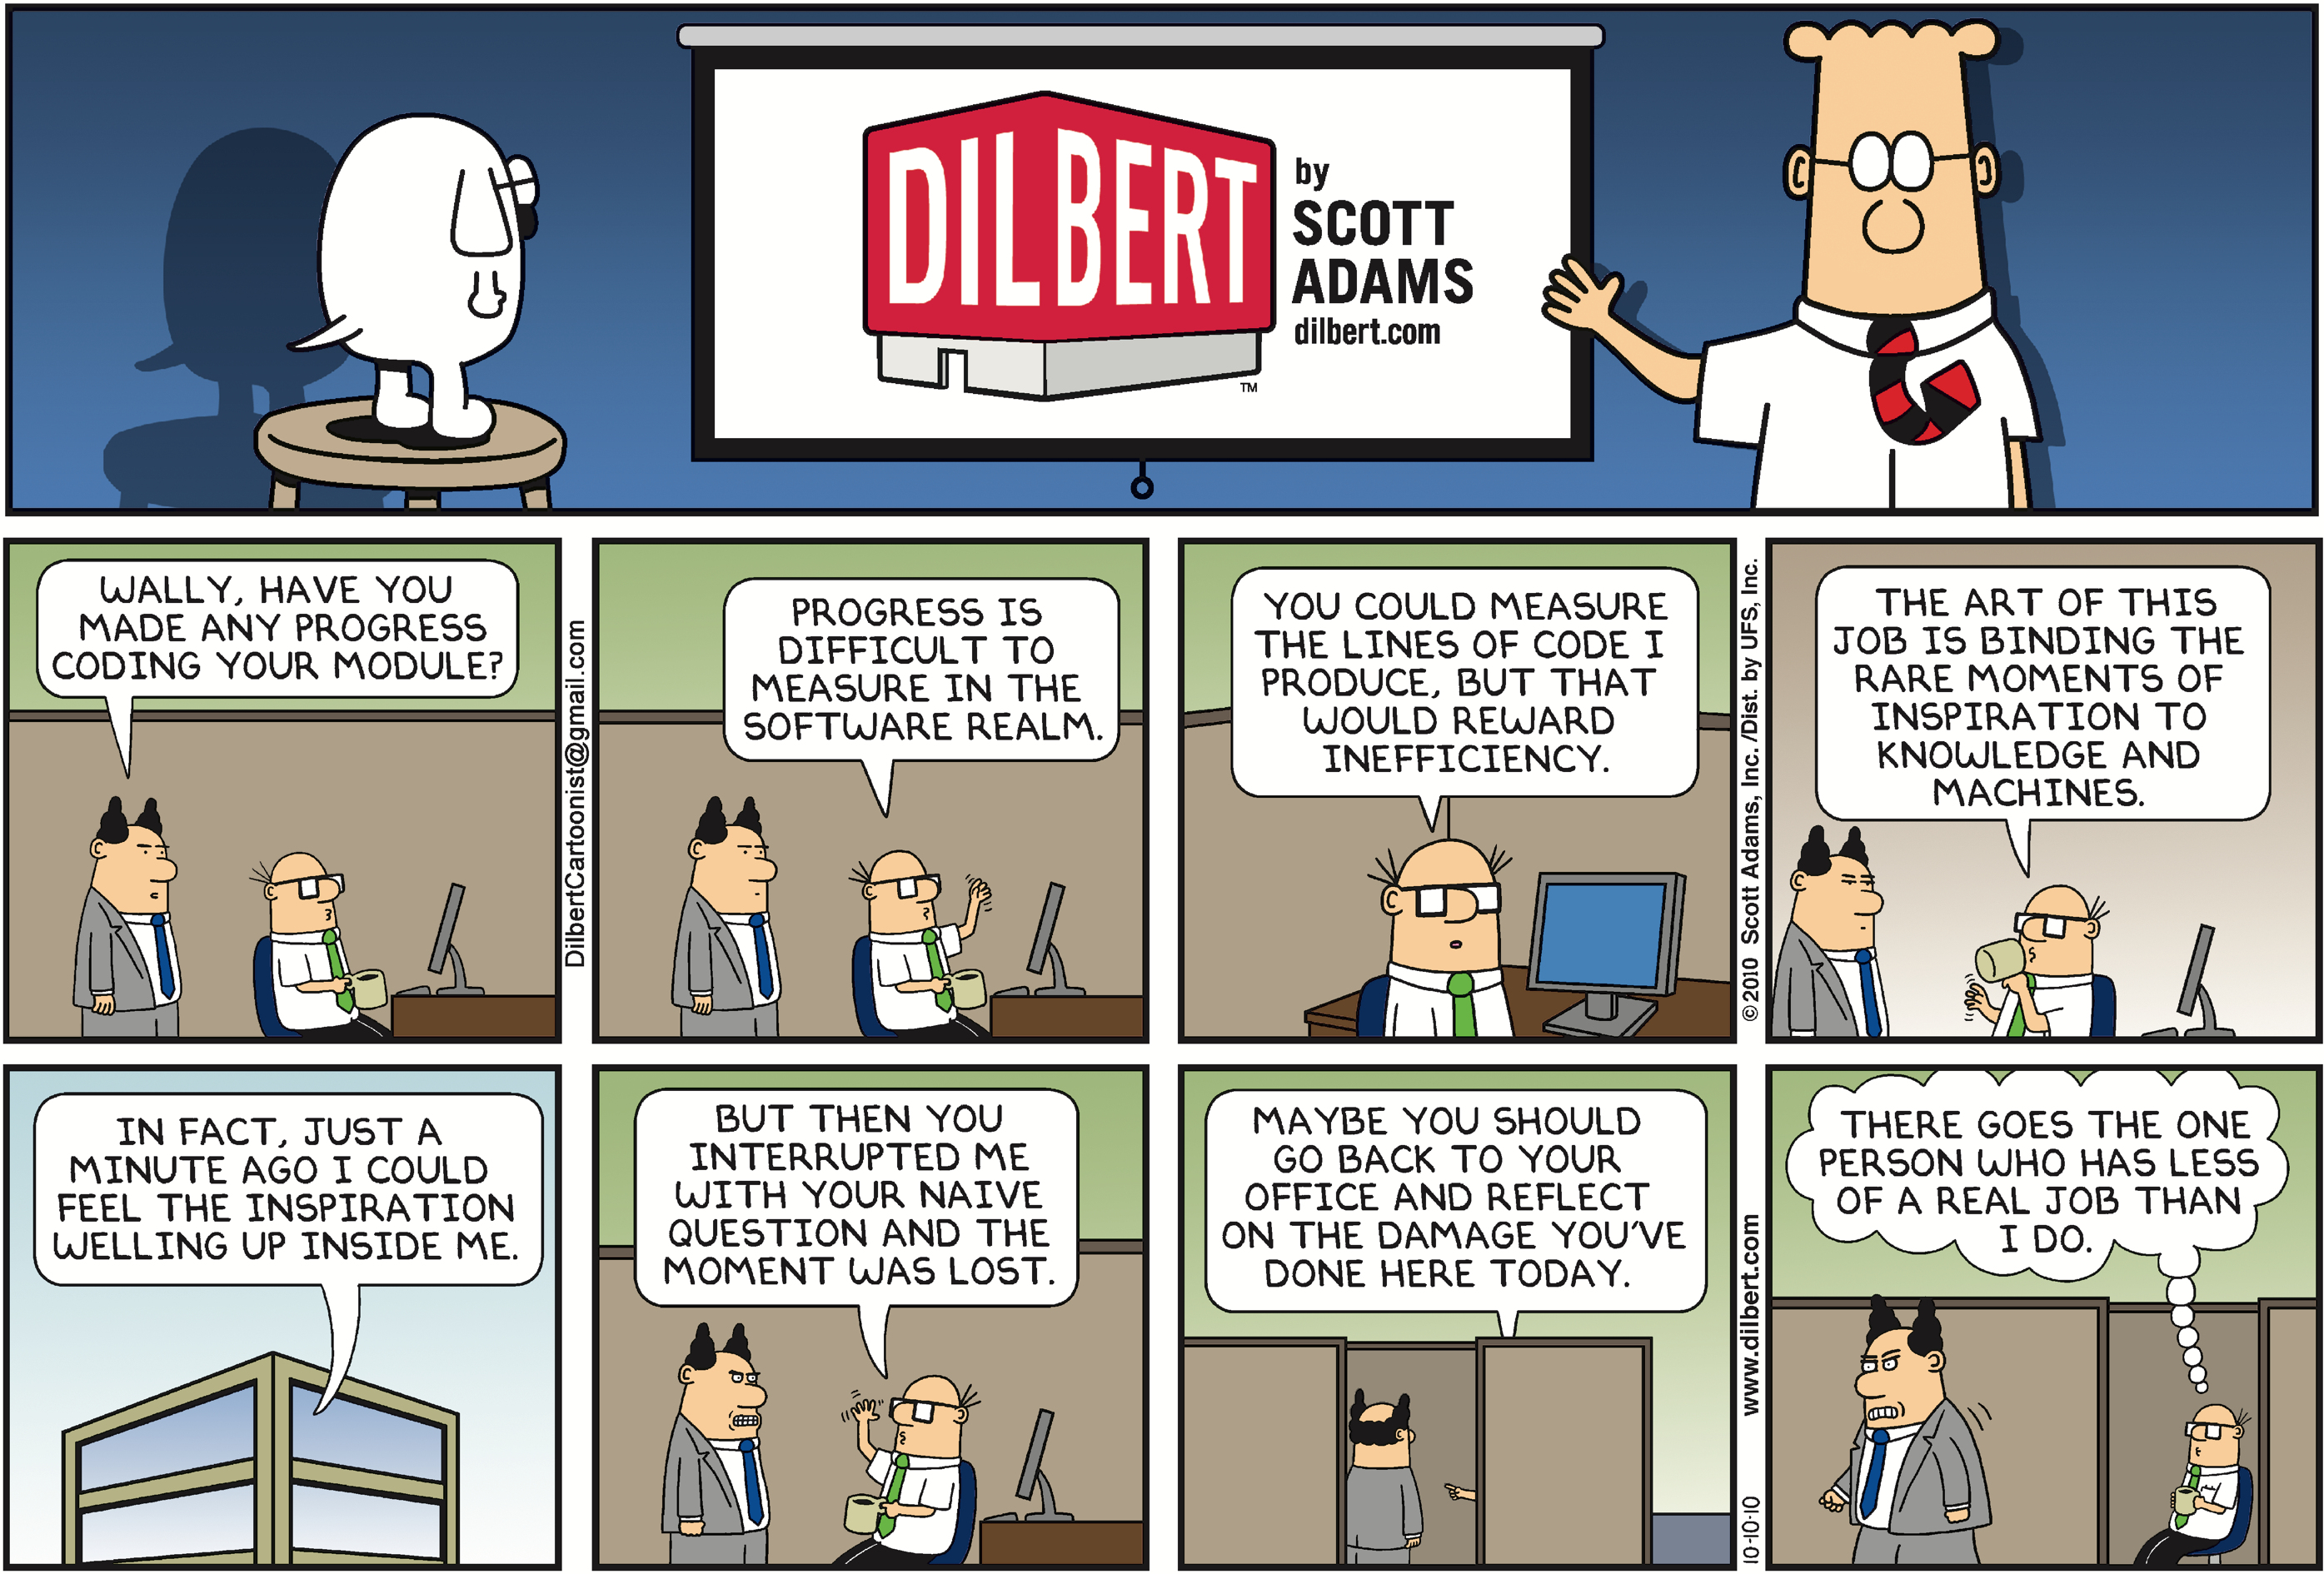 DILBERT
by
SCOTT
ADAMS
dilbert.com
TM
WALLY, HAVE YOU
MADE ANY PROGRESS
CODING YOUR MODULE?
DilbertCartoonist@gmail.com
PROGRESS IS
DIFFICULT TO
MEASURE IN THE
SOFTWARE REALM.
YOU COULD MEASURE
THE LINES OF CODE I
PRODUCE, BUT THAT
WOULD REWARD
INEFFICIENCY.
©2010 Scott Adams, Inc./Dist. by UFS, Inc.
THE ART OF THIS
JOB IS BINDING THE
RARE MOMENTS OF
INSPIRATION TO
KNOWLEDGE AND
MACHINES.
IN FACT, JUST A
MINUTE AGO I COULD
FEEL THE INSPIRATION
WELLING UP INSIDE ME.
BUT THEN YOU
INTERRUPTED ME
WITH YOUR NAIVE
QUESTION AND THE
MOMENT WAS LOST.
MAYBE YOU SHOULD
GO BACK TO YOUR
OFFICE AND REFLECT
ON THE DAMAGE YOU'VE
DONE HERE TODAY.
10-10-10 www.dilbert.com
THERE GOES THE ONE
PERSON WHO HAS LESS
OF A REAL JOB THAN
I DO.